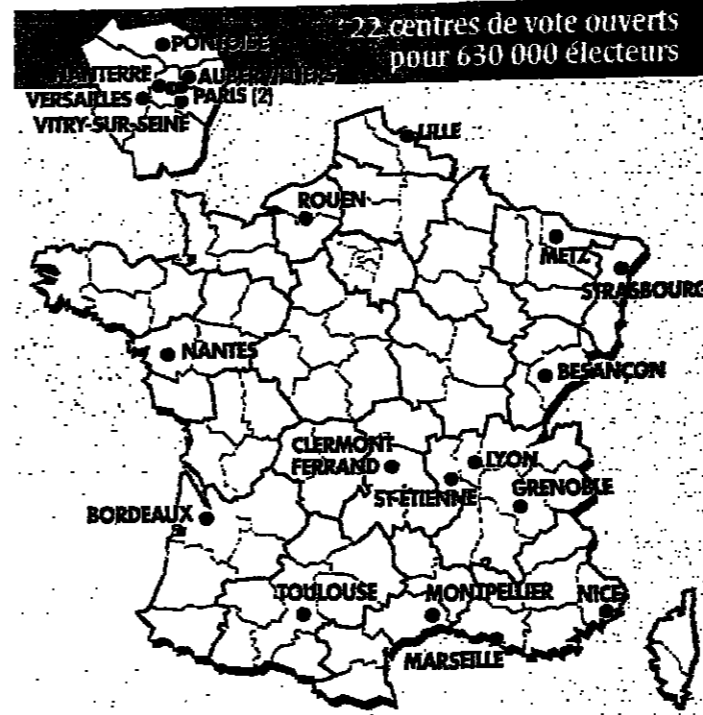 22 centres de vote ouverts
pour 630 000 électeurs
PONTOISE
NANTERRE
AUBERVILLIERS
VERSAILLES
PARIS (2)
VITRY-SUR-SEINE
LILLE
ROUEN
METZ
STRASBOURG
NANTES
BESANÇON
CLERMONT
FERRAND
LYON
ST-ÉTIENNE
GRENOBLE
BORDEAUX
TOULOUSE
MONTPELLIER
NICE
MARSEILLE